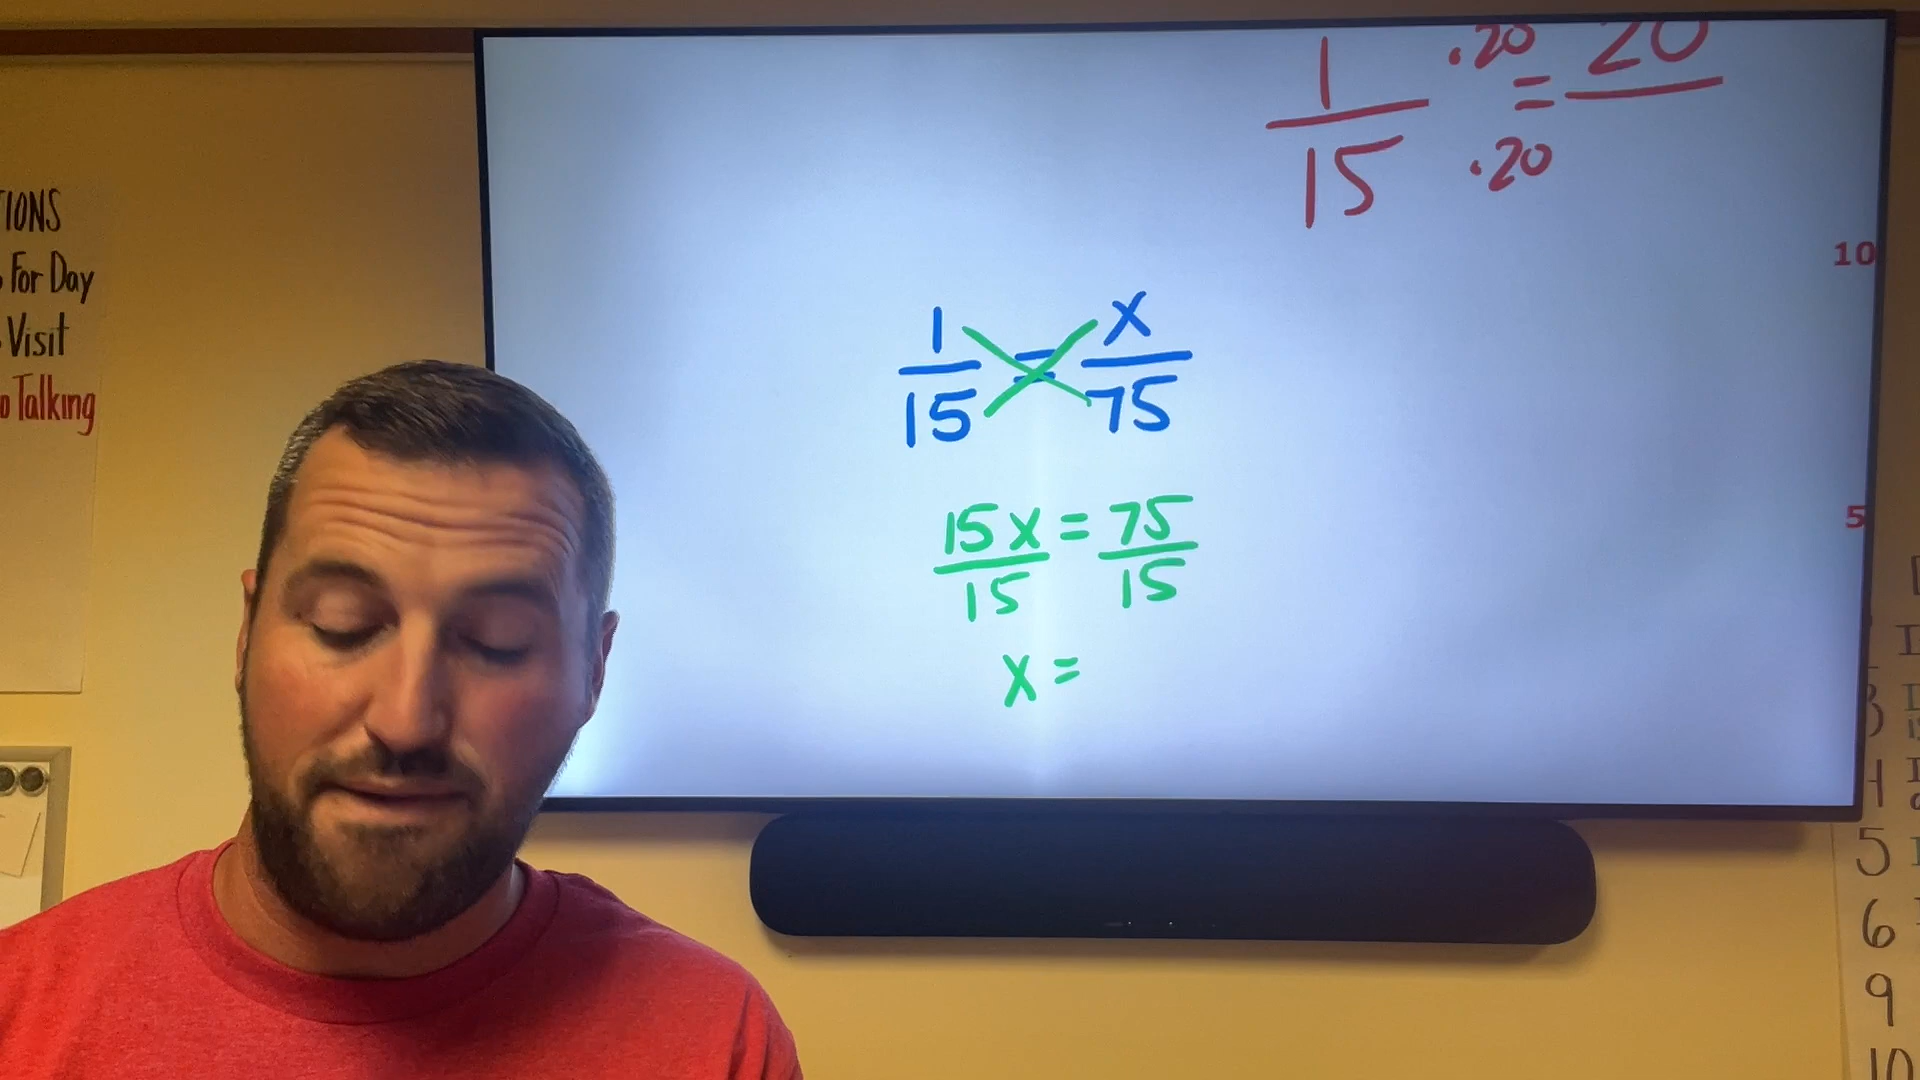 TIONS
For Day
Visit
Talking
1 .20 = 20
15 .20
10
5
1 = x
15 75
15x = 75
15 15
x =
5
6
9
10